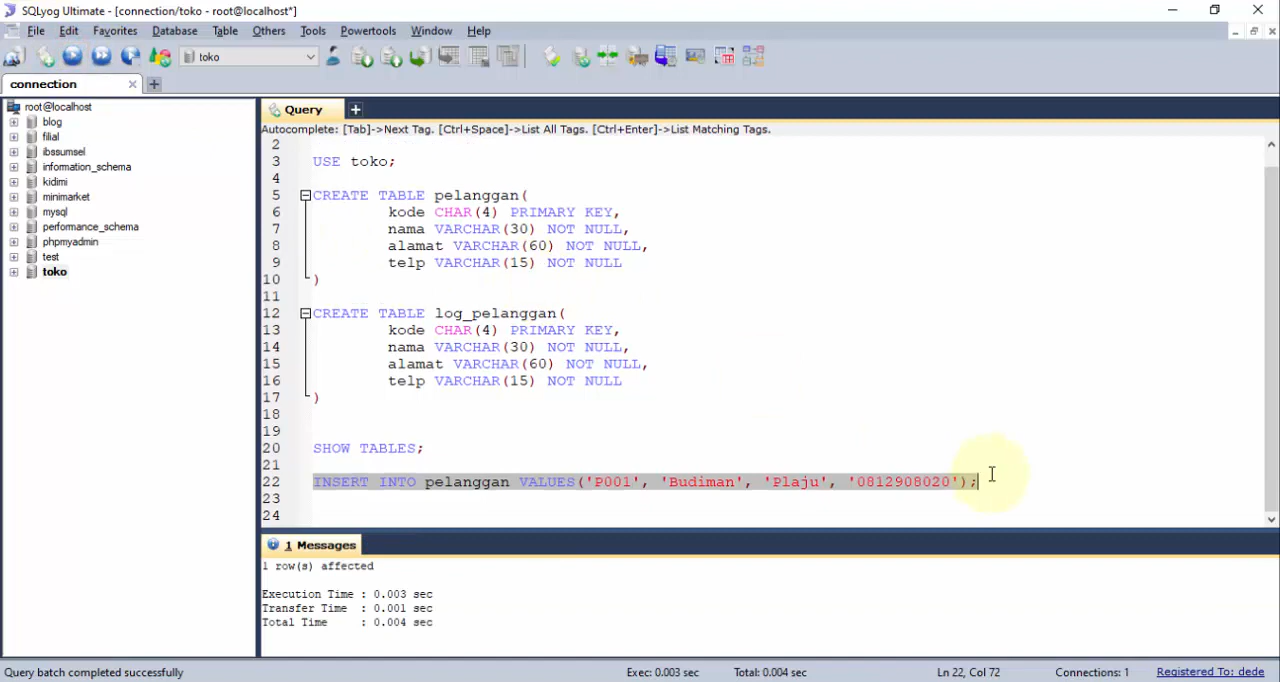 SQLyog Ultimate - [connection/toko - root@localhost*]
File Edit Favorites Database Table Others Tools Powertools Window Help
toko
connection
root@localhost
blog
filial
ibssumsel
information_schema
kidimi
minimarket
mysql
performance_schema
phpmyadmin
test
toko
Query
Autocomplete: [Tab]->Next Tag. [Ctrl+Space]->List All Tags. [Ctrl+Enter]->List Matching Tags.
2
3 USE toko;
4
5 CREATE TABLE pelanggan(
6 kode CHAR(4) PRIMARY KEY,
7 nama VARCHAR(30) NOT NULL,
8 alamat VARCHAR(60) NOT NULL,
9 telp VARCHAR(15) NOT NULL
10 )
11
12 CREATE TABLE log_pelanggan(
13 kode CHAR(4) PRIMARY KEY,
14 nama VARCHAR(30) NOT NULL,
15 alamat VARCHAR(60) NOT NULL,
16 telp VARCHAR(15) NOT NULL
17 )
18
19
20 SHOW TABLES;
21
22 INSERT INTO pelanggan VALUES('P001', 'Budiman', 'Plaju', '0812908020');
23
24
1 Messages
1 row(s) affected
Execution Time : 0.003 sec
Transfer Time : 0.001 sec
Total Time : 0.004 sec
Query batch completed successfully Exec: 0.003 sec Total: 0.004 sec Ln 22, Col 72 Connections: 1 Registered To: dede